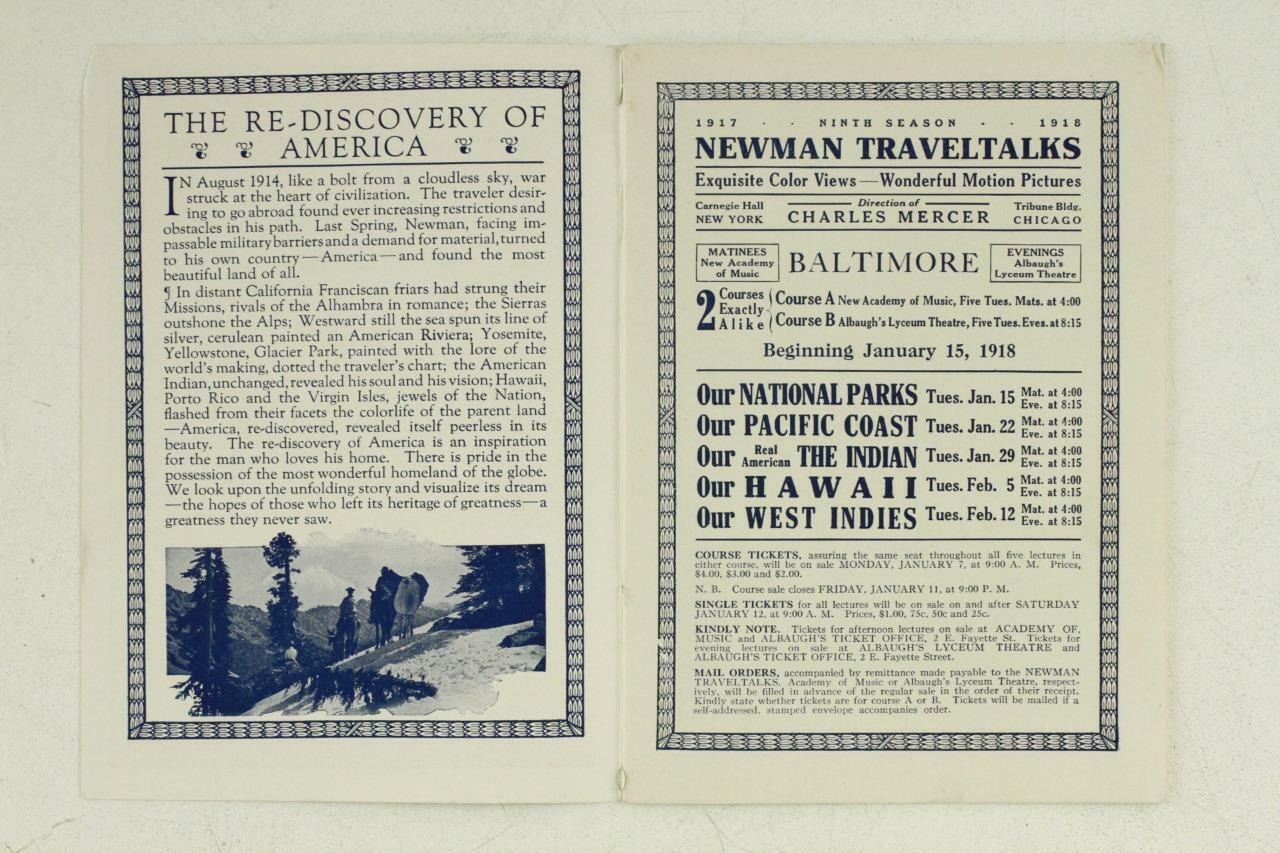 THE RE-DISCOVERY OF
AMERICA
IN August 1914, like a bolt from a cloudless sky, war
struck at the heart of civilization. The traveler desir-
ing to go abroad found ever increasing restrictions and
obstacles in his path. Last Spring, Newman, facing im-
passable military barriers and a demand for material, turned
to his own country—America—and found the most
beautiful land of all.
¶ In distant California Franciscan friars had strung their
Missions, rivals of the Alhambra in romance; the Sierras
outshone the Alps; Westward still the sea spun its line of
silver, cerulean painted an American Riviera; Yosemite,
Yellowstone, Glacier Park, painted with the lore of the
world's making, dotted the traveler's chart; the American
Indian, unchanged, revealed his soul and his vision; Hawaii,
Porto Rico and the Virgin Isles, jewels of the Nation,
flashed from their facets the colorlife of the parent land
—America, re-discovered, revealed itself peerless in its
beauty. The re-discovery of America is an inspiration
for the man who loves his home. There is pride in the
possession of the most wonderful homeland of the globe.
We look upon the unfolding story and visualize its dream
—the hopes of those who left its heritage of greatness—a
greatness they never saw.
1917 · · NINTH SEASON · · 1918
NEWMAN TRAVELTALKS
Exquisite Color Views—Wonderful Motion Pictures
Carnegie Hall
NEW YORK
Direction of
CHARLES MERCER
Tribune Bldg.
CHICAGO
MATINEES
New Academy
of Music
BALTIMORE
EVENINGS
Albaugh's
Lyceum Theatre
2 Courses
Exactly
Alike
Course A New Academy of Music, Five Tues. Mats. at 4:00
Course B Albaugh's Lyceum Theatre, Five Tues. Eves. at 8:15
Beginning January 15, 1918
Our NATIONAL PARKS Tues. Jan. 15 Mat. at 4:00
Eve. at 8:15
Our PACIFIC COAST Tues. Jan. 22 Mat. at 4:00
Eve. at 8:15
Our Real American THE INDIAN Tues. Jan. 29 Mat. at 4:00
Eve. at 8:15
Our HAWAII Tues. Feb. 5 Mat. at 4:00
Eve. at 8:15
Our WEST INDIES Tues. Feb. 12 Mat. at 4:00
Eve. at 8:15
COURSE TICKETS, assuring the same seat throughout all five lectures in
either course, will be on sale MONDAY, JANUARY 7, at 9:00 A. M. Prices,
$4.00, $3.00 and $2.00.
N. B. Course sale closes FRIDAY, JANUARY 11, at 9:00 P. M.
SINGLE TICKETS for all lectures will be on sale on and after SATURDAY
JANUARY 12, at 9:00 A. M. Prices, $1.00, 75c, 50c and 25c.
KINDLY NOTE. Tickets for afternoon lectures on sale at ACADEMY OF
MUSIC and ALBAUGH'S TICKET OFFICE, 2 E. Fayette St. Tickets for
evening lectures on sale at ALBAUGH'S LYCEUM THEATRE and
ALBAUGH'S TICKET OFFICE, 2 E. Fayette Street.
MAIL ORDERS, accompanied by remittance made payable to the NEWMAN
TRAVELTALKS, Academy of Music or Albaugh's Lyceum Theatre, respect-
ively, will be filled in advance of the regular sale in the order of their receipt.
Kindly state whether tickets are for course A or B. Tickets will be mailed if a
self-addressed, stamped envelope accompanies order.